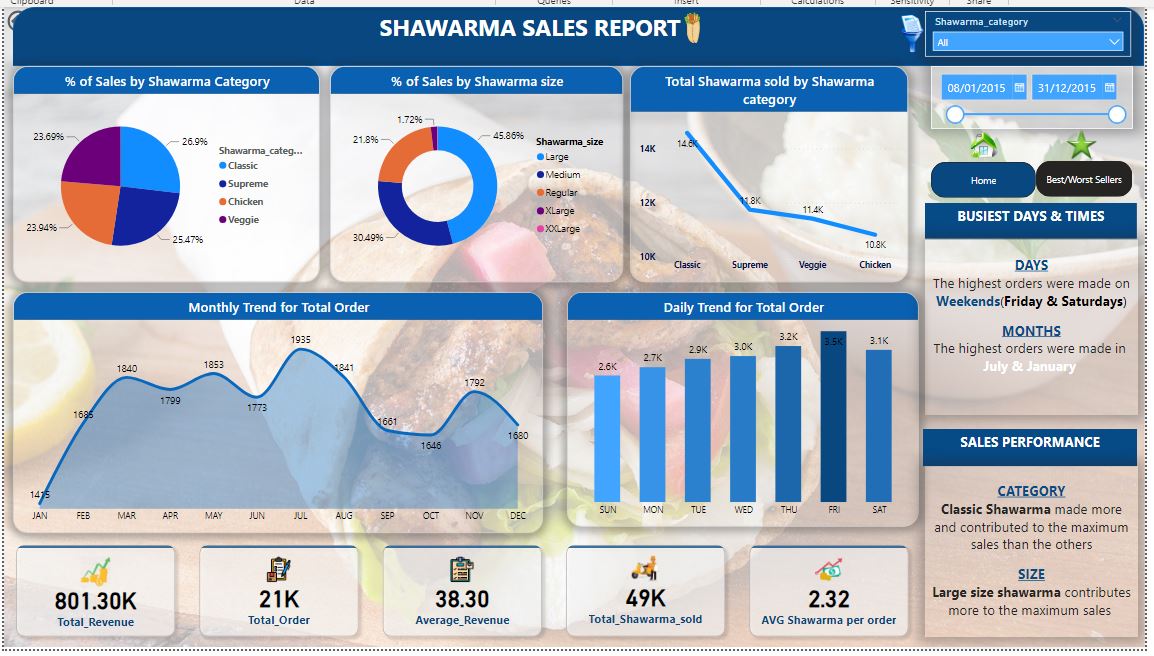 Clipboard
Data
Queries
Insert
Calculations
Sensitivity
Share
SHAWARMA SALES REPORT
Shawarma_category
All
08/01/2015
31/12/2015
Home
Best/Worst Sellers
% of Sales by Shawarma Category
23.69%
26.9%
23.94%
25.47%
Shawarma_categ...
Classic
Supreme
Chicken
Veggie
% of Sales by Shawarma size
1.72%
21.8%
45.86%
30.49%
Shawarma_size
Large
Medium
Regular
XLarge
XXLarge
Total Shawarma sold by Shawarma
category
14K
12K
10K
14.6K
11.8K
11.4K
10.8K
Classic
Supreme
Veggie
Chicken
BUSIEST DAYS & TIMES
DAYS
The highest orders were made on
Weekends(Friday & Saturdays)
MONTHS
The highest orders were made in
July & January
Monthly Trend for Total Order
1415
1685
1840
1799
1853
1773
1935
1841
1661
1646
1792
1680
JAN
FEB
MAR
APR
MAY
JUN
JUL
AUG
SEP
OCT
NOV
DEC
Daily Trend for Total Order
2.6K
2.7K
2.9K
3.0K
3.2K
3.5K
3.1K
SUN
MON
TUE
WED
THU
FRI
SAT
SALES PERFORMANCE
CATEGORY
Classic Shawarma made more
and contributed to the maximum
sales than the others
SIZE
Large size shawarma contributes
more to the maximum sales
801.30K
Total_Revenue
21K
Total_Order
38.30
Average_Revenue
49K
Total_Shawarma_sold
2.32
AVG Shawarma per order